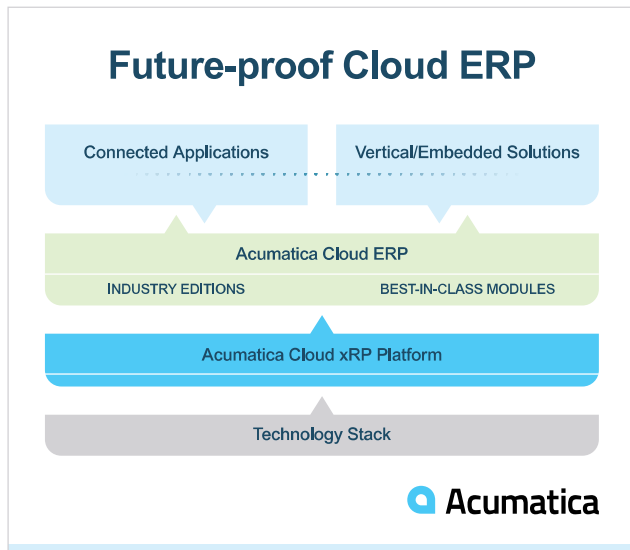 Future-proof Cloud ERP
Connected Applications
Vertical/Embedded Solutions
Acumatica Cloud ERP
INDUSTRY EDITIONS
BEST-IN-CLASS MODULES
Acumatica Cloud xRP Platform
Technology Stack
Acumatica